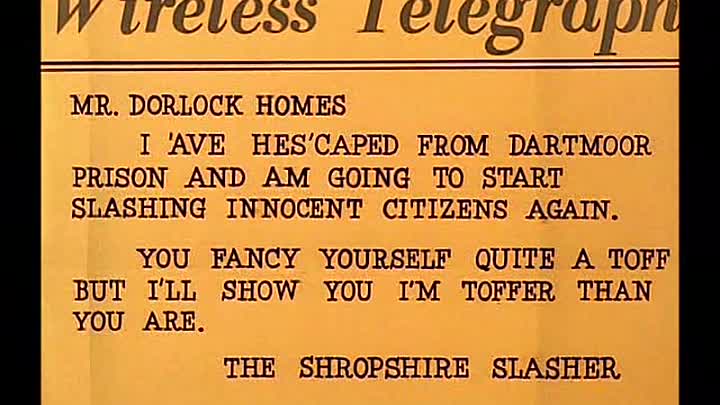 Wireless Telegraph
MR. DORLOCK HOMES
I 'AVE HES'CAPED FROM DARTMOOR
PRISON AND AM GOING TO START
SLASHING INNOCENT CITIZENS AGAIN.
YOU FANCY YOURSELF QUITE A TOFF
BUT I'LL SHOW YOU I'M TOFFER THAN
YOU ARE.
THE SHROPSHIRE SLASHER